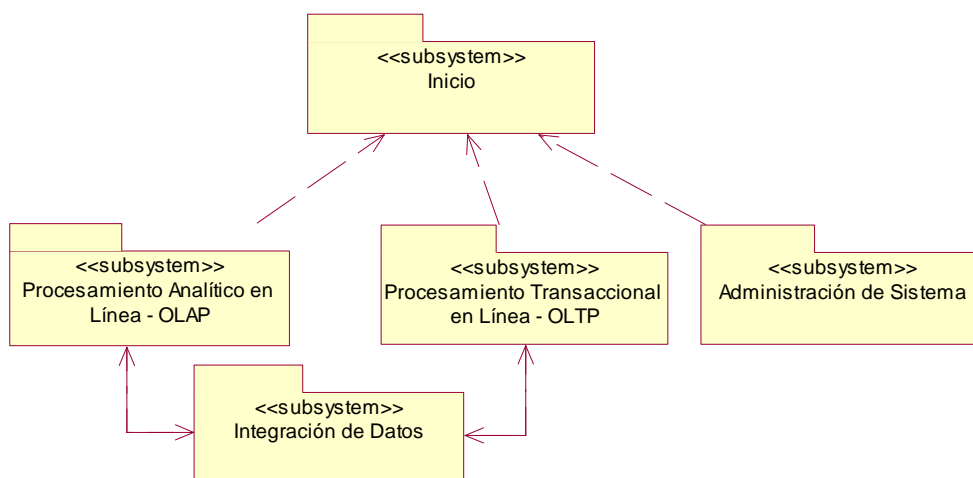 <<subsystem>>
Inicio
<<subsystem>>
Procesamiento Analítico en
Línea - OLAP
<<subsystem>>
Procesamiento Transaccional
en Línea - OLTP
<<subsystem>>
Administración de Sistema
<<subsystem>>
Integración de Datos